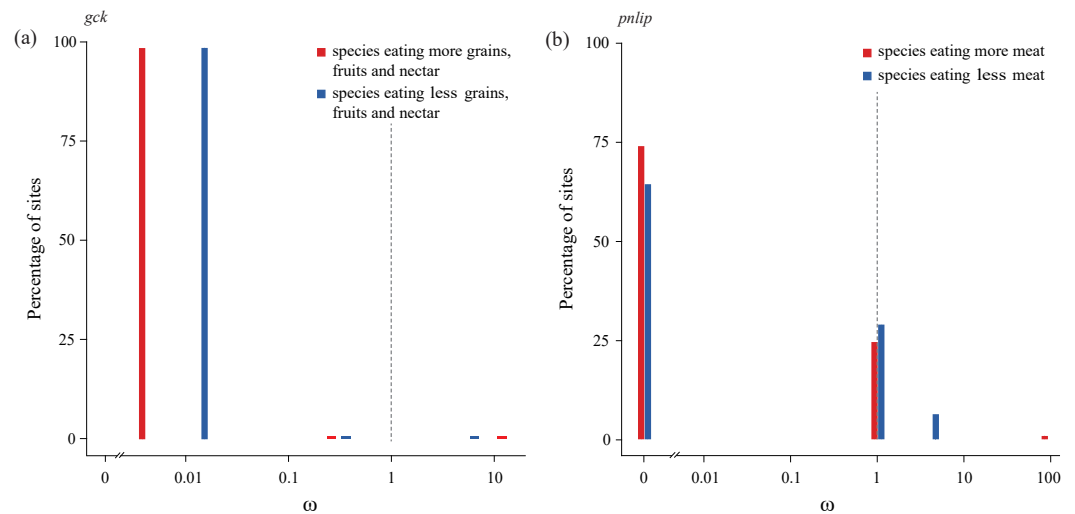 gck
(a)
100
75
50
25
0
Percentage of sites
species eating more grains,
fruits and nectar
species eating less grains,
fruits and nectar
0
0.01
0.1
1
10
ω
pnlip
(b)
100
75
50
25
0
Percentage of sites
species eating more meat
species eating less meat
0
0.01
0.1
1
10
100
ω